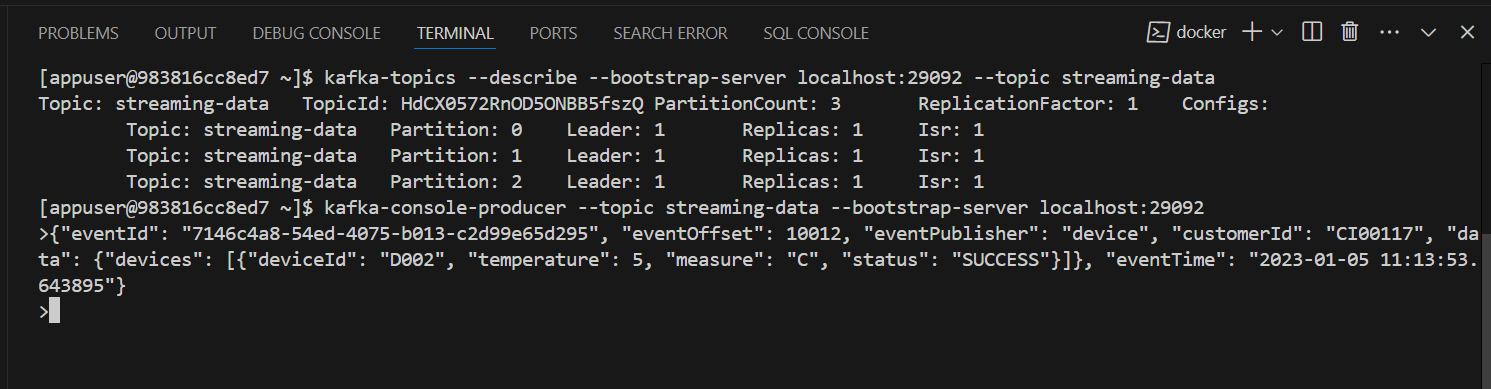 PROBLEMS OUTPUT DEBUG CONSOLE TERMINAL PORTS SEARCH ERROR SQL CONSOLE docker
[appuser@983816cc8ed7 ~]$ kafka-topics --describe --bootstrap-server localhost:29092 --topic streaming-data
Topic: streaming-data TopicId: HdCX0572RnOD5ONBB5fszQ PartitionCount: 3 ReplicationFactor: 1 Configs:
Topic: streaming-data Partition: 0 Leader: 1 Replicas: 1 Isr: 1
Topic: streaming-data Partition: 1 Leader: 1 Replicas: 1 Isr: 1
Topic: streaming-data Partition: 2 Leader: 1 Replicas: 1 Isr: 1
[appuser@983816cc8ed7 ~]$ kafka-console-producer --topic streaming-data --bootstrap-server localhost:29092
>{"eventId": "7146c4a8-54ed-4075-b013-c2d99e65d295", "eventOffset": 10012, "eventPublisher": "device", "customerId": "CI00117", "da
ta": {"devices": [{"deviceId": "D002", "temperature": 5, "measure": "C", "status": "SUCCESS"}]}, "eventTime": "2023-01-05 11:13:53.
643895"}
>